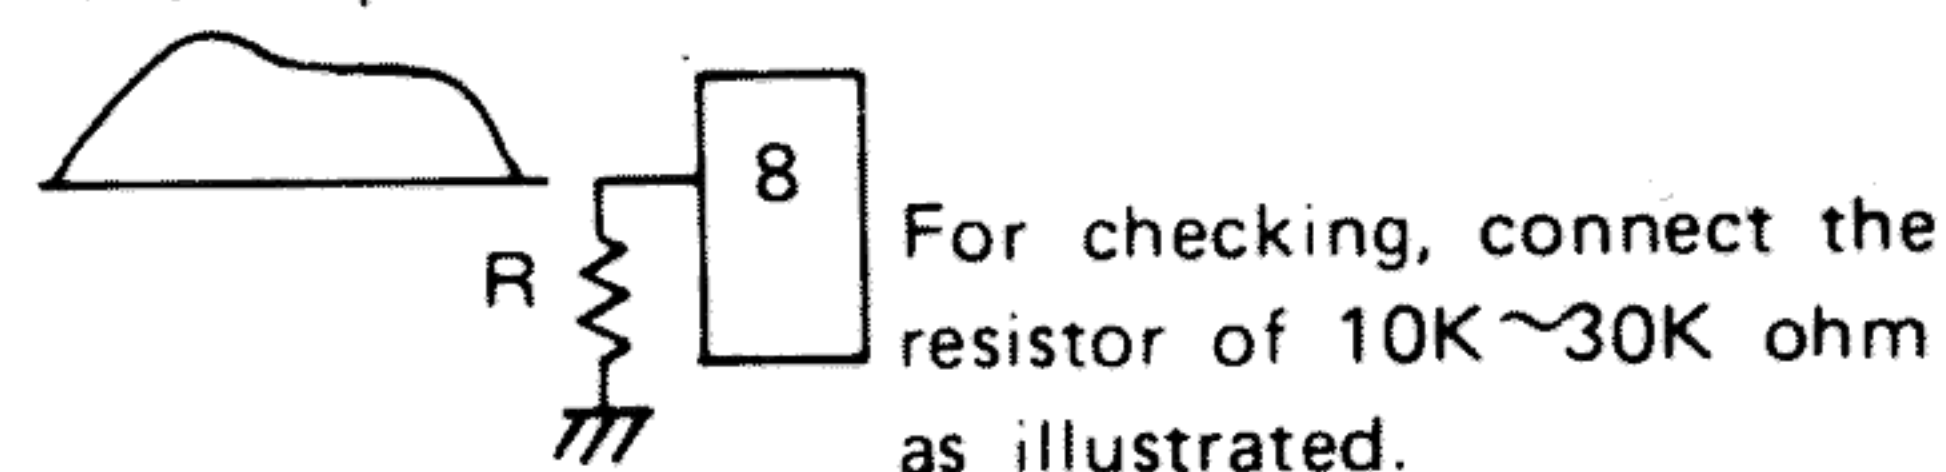 8
R
For checking, connect the
resistor of 10K~30K ohm
as illustrated.